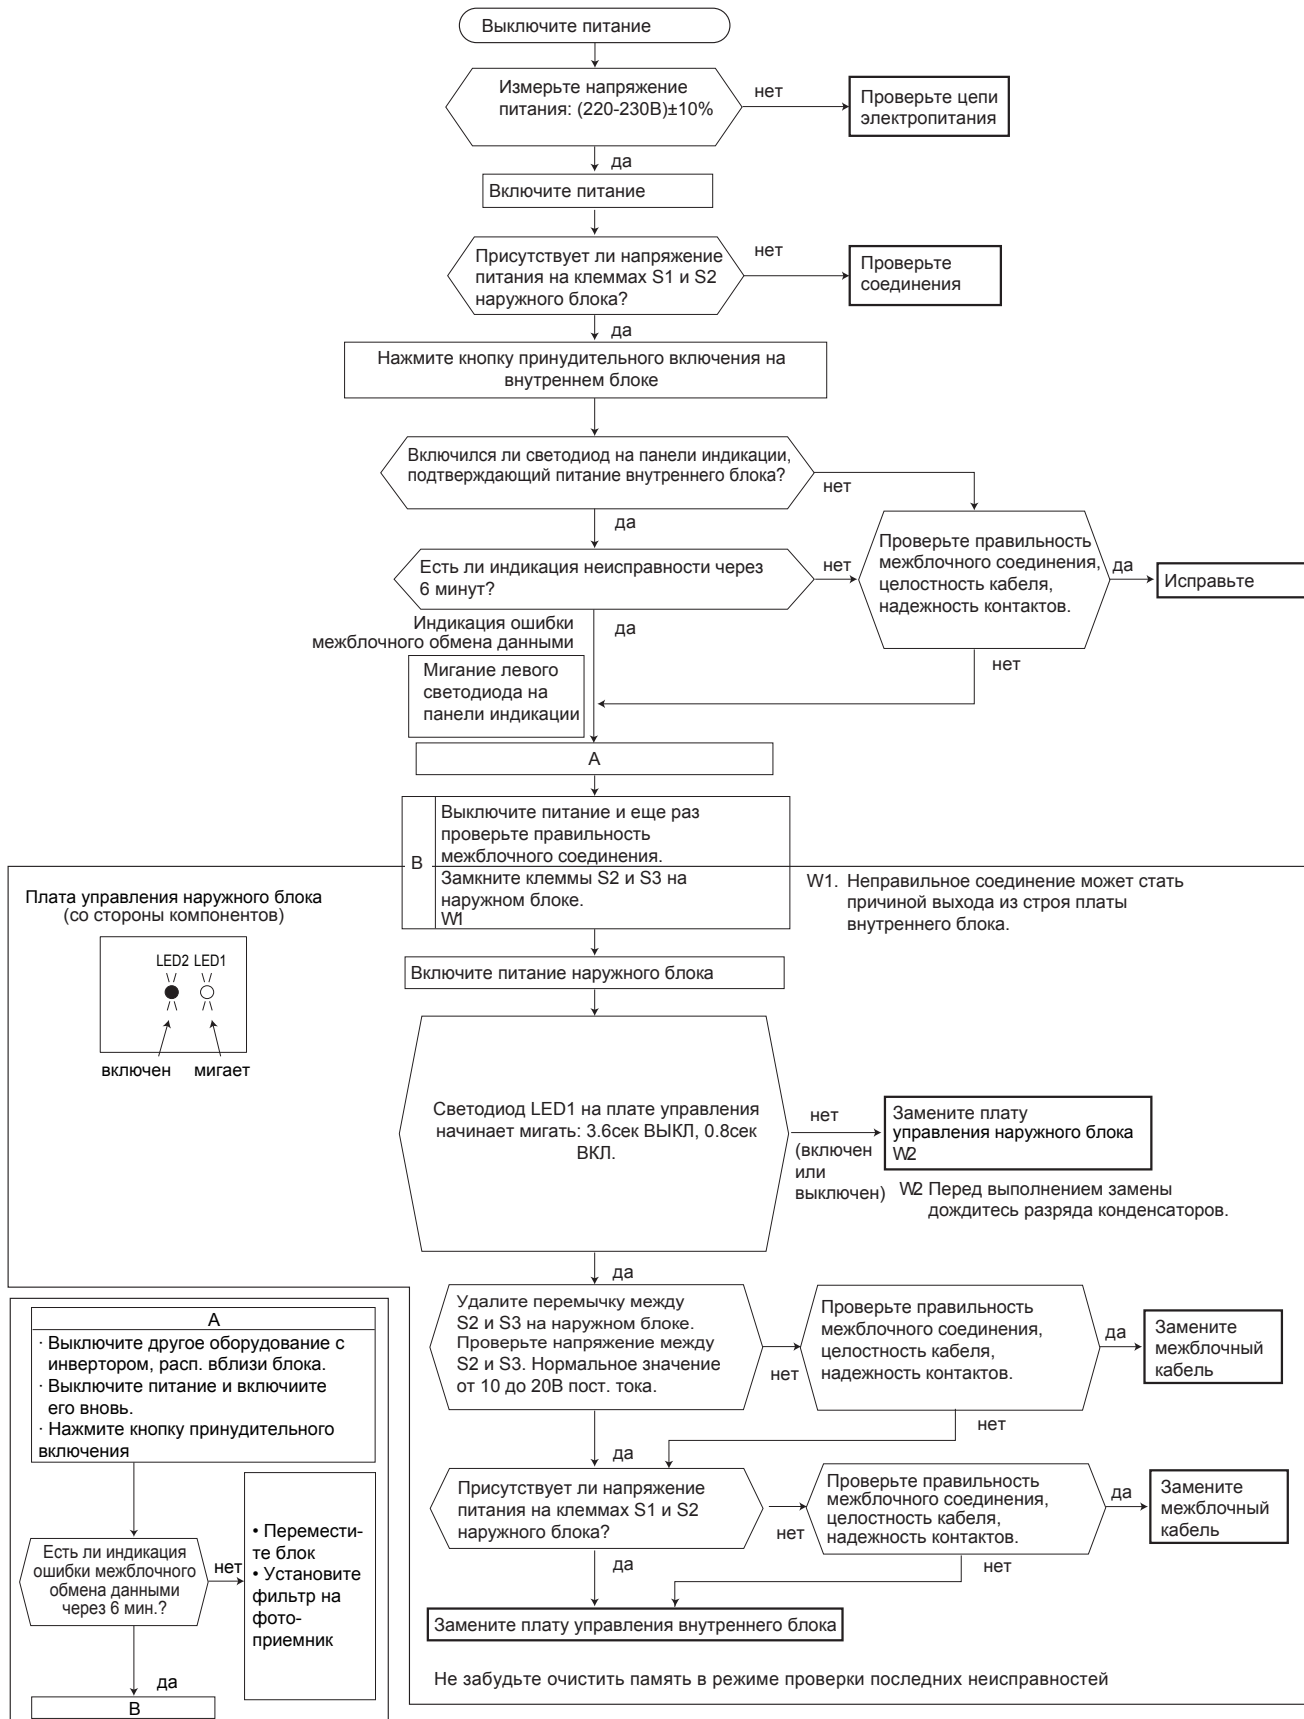 Выключите питание
Измерьте напряжение
питания: (220-230В)±10%
нет
Проверьте цепи
электропитания
да
Включите питание
Присутствует ли напряжение
питания на клеммах S1 и S2
наружного блока?
нет
Проверьте
соединения
да
Нажмите кнопку принудительного включения на
внутреннем блоке
Включился ли светодиод на панели индикации,
подтверждающий питание внутреннего блока?
нет
да
Проверьте правильность
межблочного соединения,
целостность кабеля,
надежность контактов.
да
Исправьте
Есть ли индикация неисправности через
6 минут?
нет
Индикация ошибки
межблочного обмена данными
да
нет
Мигание левого
светодиода на
панели индикации
A
B
Выключите питание и еще раз
проверьте правильность
межблочного соединения.
Замкните клеммы S2 и S3 на
наружном блоке.
W1
W1. Неправильное соединение может стать
причиной выхода из строя платы
внутреннего блока.
Плата управления наружного блока
(со стороны компонентов)
LED2 LED1
включен мигает
Включите питание наружного блока
Светодиод LED1 на плате управления
начинает мигать: 3.6сек ВЫКЛ, 0.8сек
ВКЛ.
нет
(включен
или
выключен)
Замените плату
управления наружного блока
W2
W2 Перед выполнением замены
дождитесь разряда конденсаторов.
да
Удалите перемычку между
S2 и S3 на наружном блоке.
Проверьте напряжение между
S2 и S3. Нормальное значение
от 10 до 20В пост. тока.
нет
Проверьте правильность
межблочного соединения,
целостность кабеля,
надежность контактов.
да
Замените
межблочный
кабель
нет
да
Присутствует ли напряжение
питания на клеммах S1 и S2
наружного блока?
нет
Проверьте правильность
межблочного соединения,
целостность кабеля,
надежность контактов.
да
Замените
межблочный
кабель
да
нет
Замените плату управления внутреннего блока
Не забудьте очистить память в режиме проверки последних неисправностей
A
· Выключите другое оборудование с
инвертором, расп. вблизи блока.
· Выключите питание и включиите
его вновь.
· Нажмите кнопку принудительного
включения
Есть ли индикация
ошибки межблочного
обмена данными
через 6 мин.?
нет
• Перемести-
те блок
• Установите
фильтр на
фото-
приемник
да
B